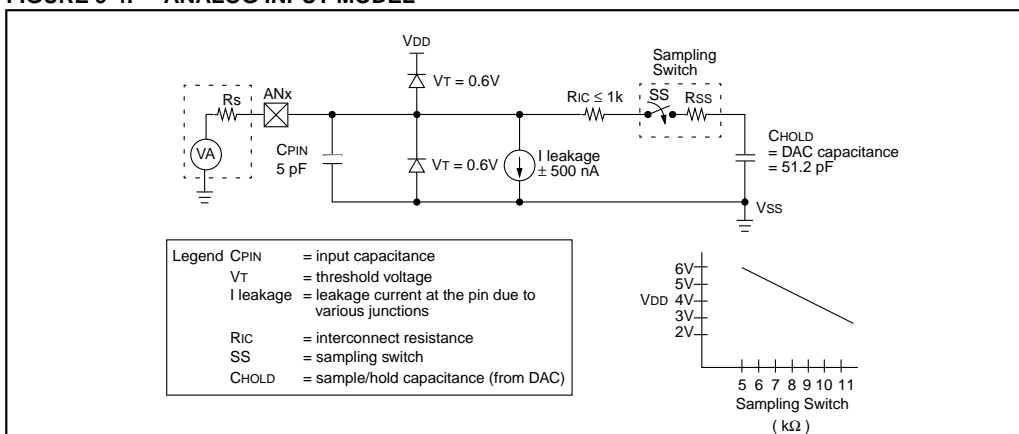 FIGURE 9-4: ANALOG INPUT MODEL
VDD
Sampling
Switch
VT = 0.6V
RS
ANx
RIC ≤ 1k
SS
RSS
VA
CPIN
5 pF
VT = 0.6V
I leakage
± 500 nA
CHOLD
= DAC capacitance
= 51.2 pF
VSS
Legend CPIN = input capacitance
VT = threshold voltage
I leakage = leakage current at the pin due to
various junctions
RIC = interconnect resistance
SS = sampling switch
CHOLD = sample/hold capacitance (from DAC)
6V
5V
VDD 4V
3V
2V
5 6 7 8 9 10 11
Sampling Switch
( kΩ )